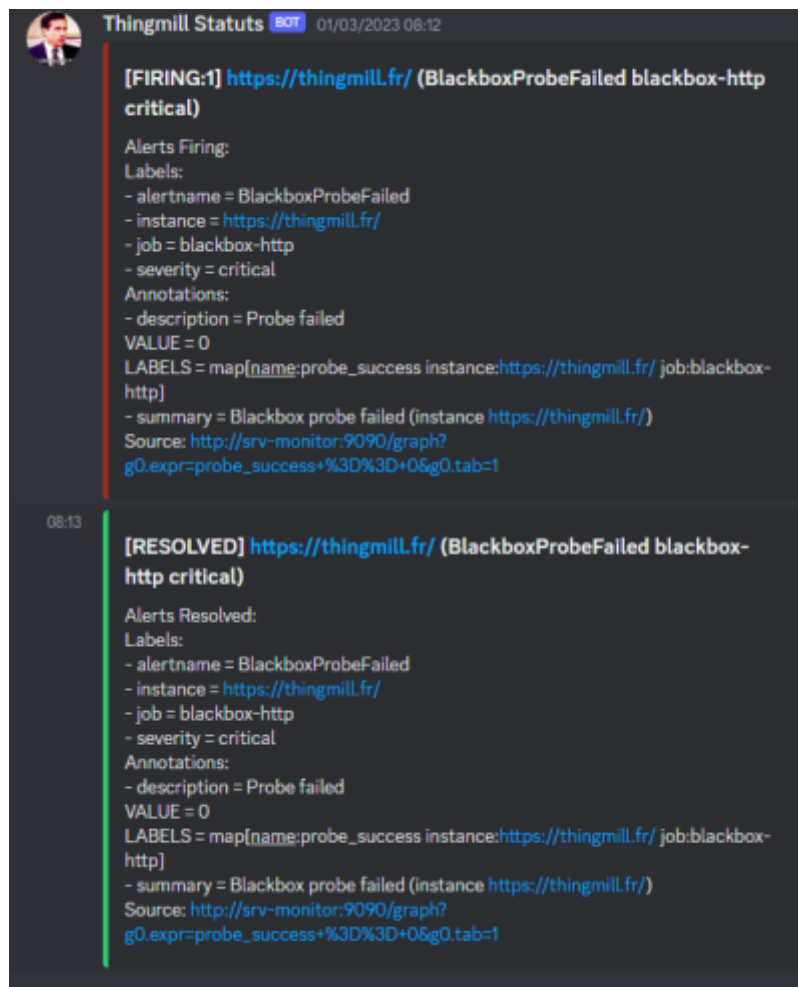 Thingmill Statuts BOT 01/03/2023 08:12
[FIRING:1] https://thingmill.fr/ (BlackboxProbeFailed blackbox-http
critical)
Alerts Firing:
Labels:
- alertname = BlackboxProbeFailed
- instance = https://thingmill.fr/
- job = blackbox-http
- severity = critical
Annotations:
- description = Probe failed
VALUE = 0
LABELS = map[name:probe_success instance:https://thingmill.fr/ job:blackbox-
http]
- summary = Blackbox probe failed (instance https://thingmill.fr/)
Source: http://srv-monitor:9090/graph?
g0.expr=probe_success+%3D%3D+0&g0.tab=1
08:13
[RESOLVED] https://thingmill.fr/ (BlackboxProbeFailed blackbox-
http critical)
Alerts Resolved:
Labels:
- alertname = BlackboxProbeFailed
- instance = https://thingmill.fr/
- job = blackbox-http
- severity = critical
Annotations:
- description = Probe failed
VALUE = 0
LABELS = map[name:probe_success instance:https://thingmill.fr/ job:blackbox-
http]
- summary = Blackbox probe failed (instance https://thingmill.fr/)
Source: http://srv-monitor:9090/graph?
g0.expr=probe_success+%3D%3D+0&g0.tab=1